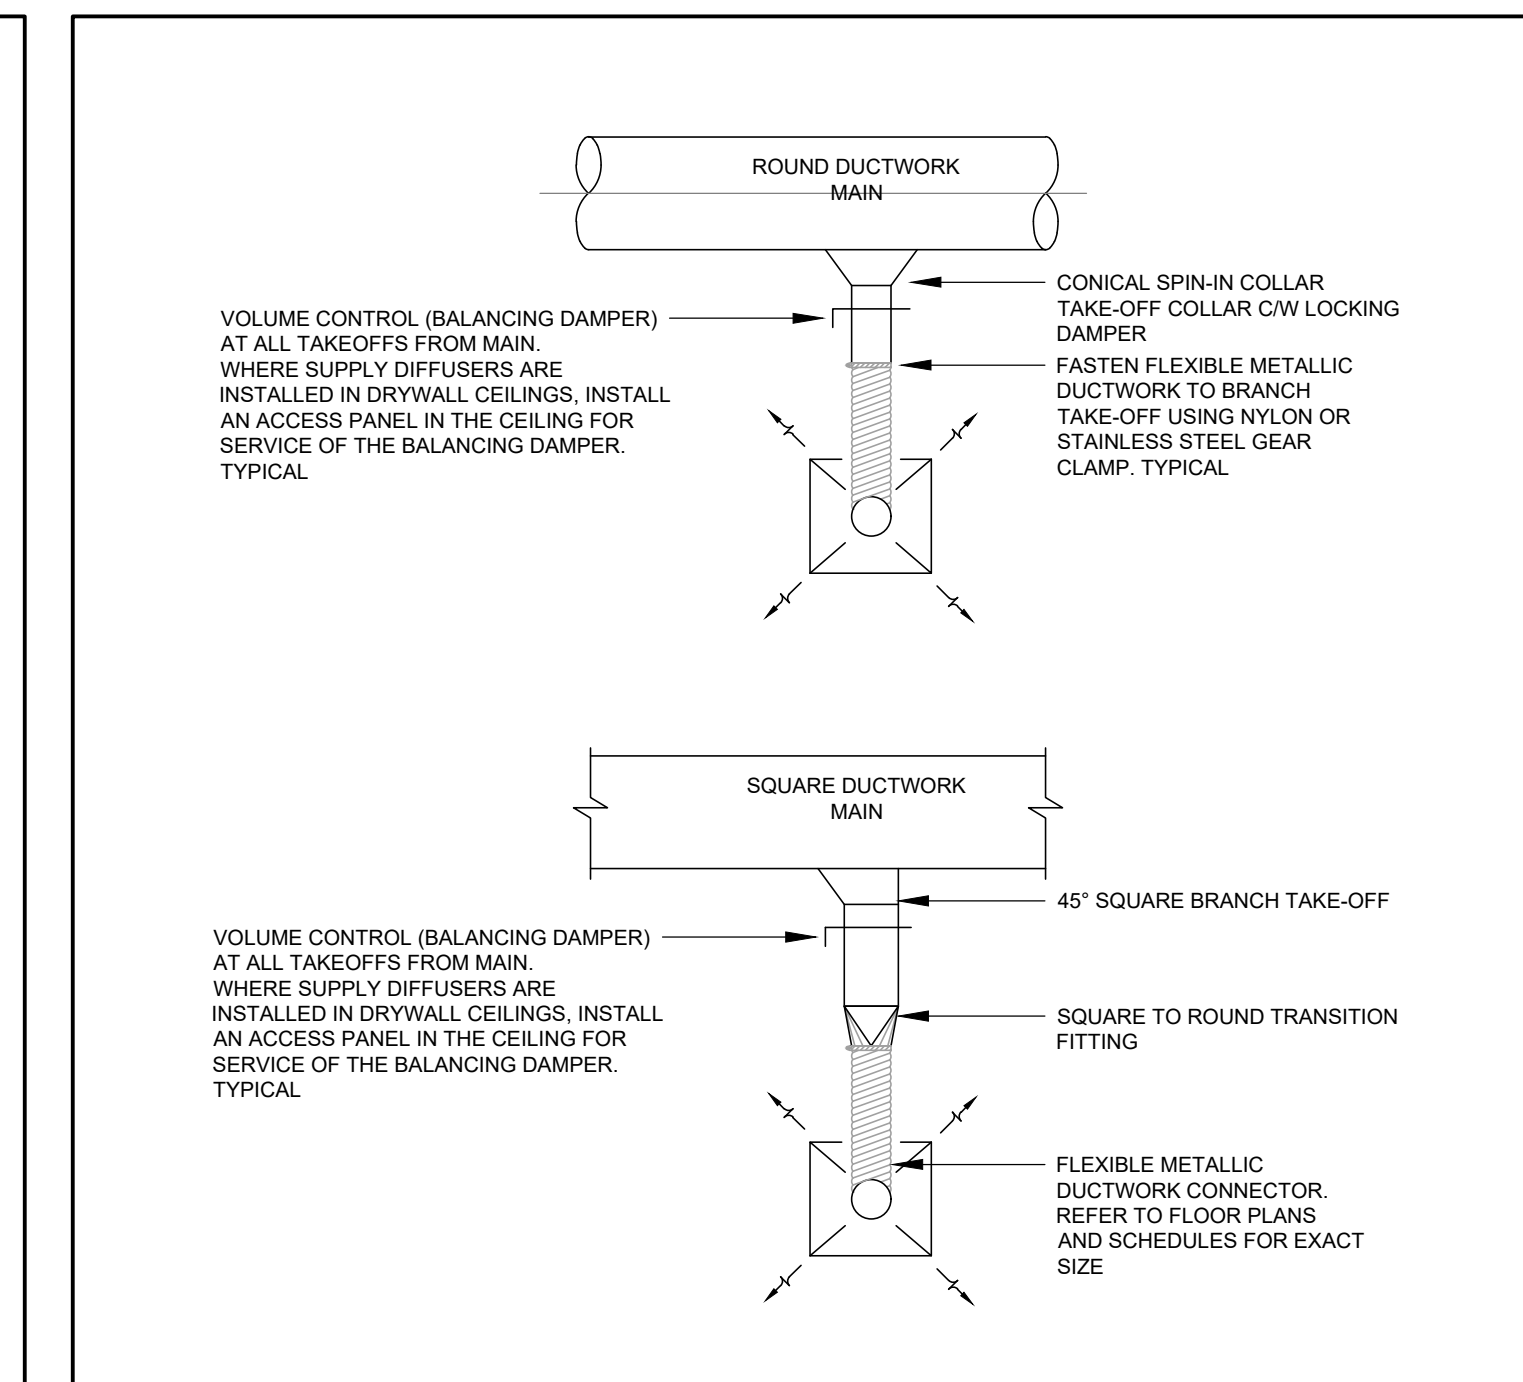 ROUND DUCTWORK
MAIN
VOLUME CONTROL (BALANCING DAMPER)
AT ALL TAKEOFFS FROM MAIN.
WHERE SUPPLY DIFFUSERS ARE
INSTALLED IN DRYWALL CEILINGS, INSTALL
AN ACCESS PANEL IN THE CEILING FOR
SERVICE OF THE BALANCING DAMPER.
TYPICAL
CONICAL SPIN-IN COLLAR
TAKE-OFF COLLAR C/W LOCKING
DAMPER
FASTEN FLEXIBLE METALLIC
DUCTWORK TO BRANCH
TAKE-OFF USING NYLON OR
STAINLESS STEEL GEAR
CLAMP. TYPICAL
SQUARE DUCTWORK
MAIN
VOLUME CONTROL (BALANCING DAMPER)
AT ALL TAKEOFFS FROM MAIN.
WHERE SUPPLY DIFFUSERS ARE
INSTALLED IN DRYWALL CEILINGS, INSTALL
AN ACCESS PANEL IN THE CEILING FOR
SERVICE OF THE BALANCING DAMPER.
TYPICAL
45° SQUARE BRANCH TAKE-OFF
SQUARE TO ROUND TRANSITION
FITTING
FLEXIBLE METALLIC
DUCTWORK CONNECTOR.
REFER TO FLOOR PLANS
AND SCHEDULES FOR EXACT
SIZE